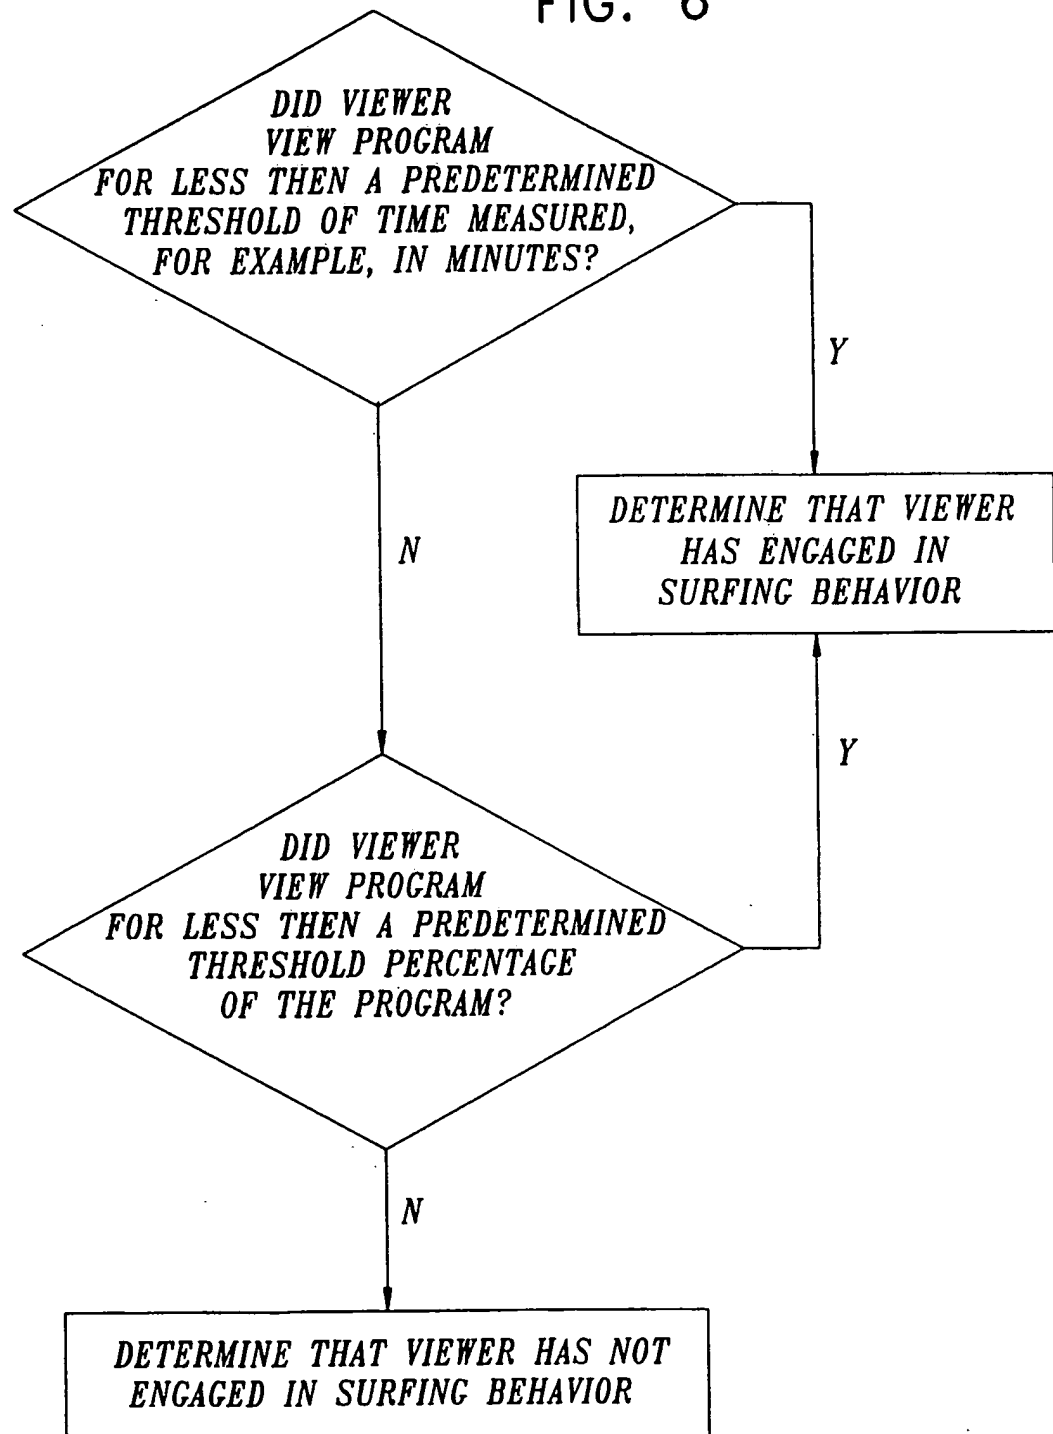 FIG. 6
DID VIEWER
VIEW PROGRAM
FOR LESS THEN A PREDETERMINED
THRESHOLD OF TIME MEASURED,
FOR EXAMPLE, IN MINUTES?
Y
N
DETERMINE THAT VIEWER
HAS ENGAGED IN
SURFING BEHAVIOR
Y
DID VIEWER
VIEW PROGRAM
FOR LESS THEN A PREDETERMINED
THRESHOLD PERCENTAGE
OF THE PROGRAM?
N
DETERMINE THAT VIEWER HAS NOT
ENGAGED IN SURFING BEHAVIOR